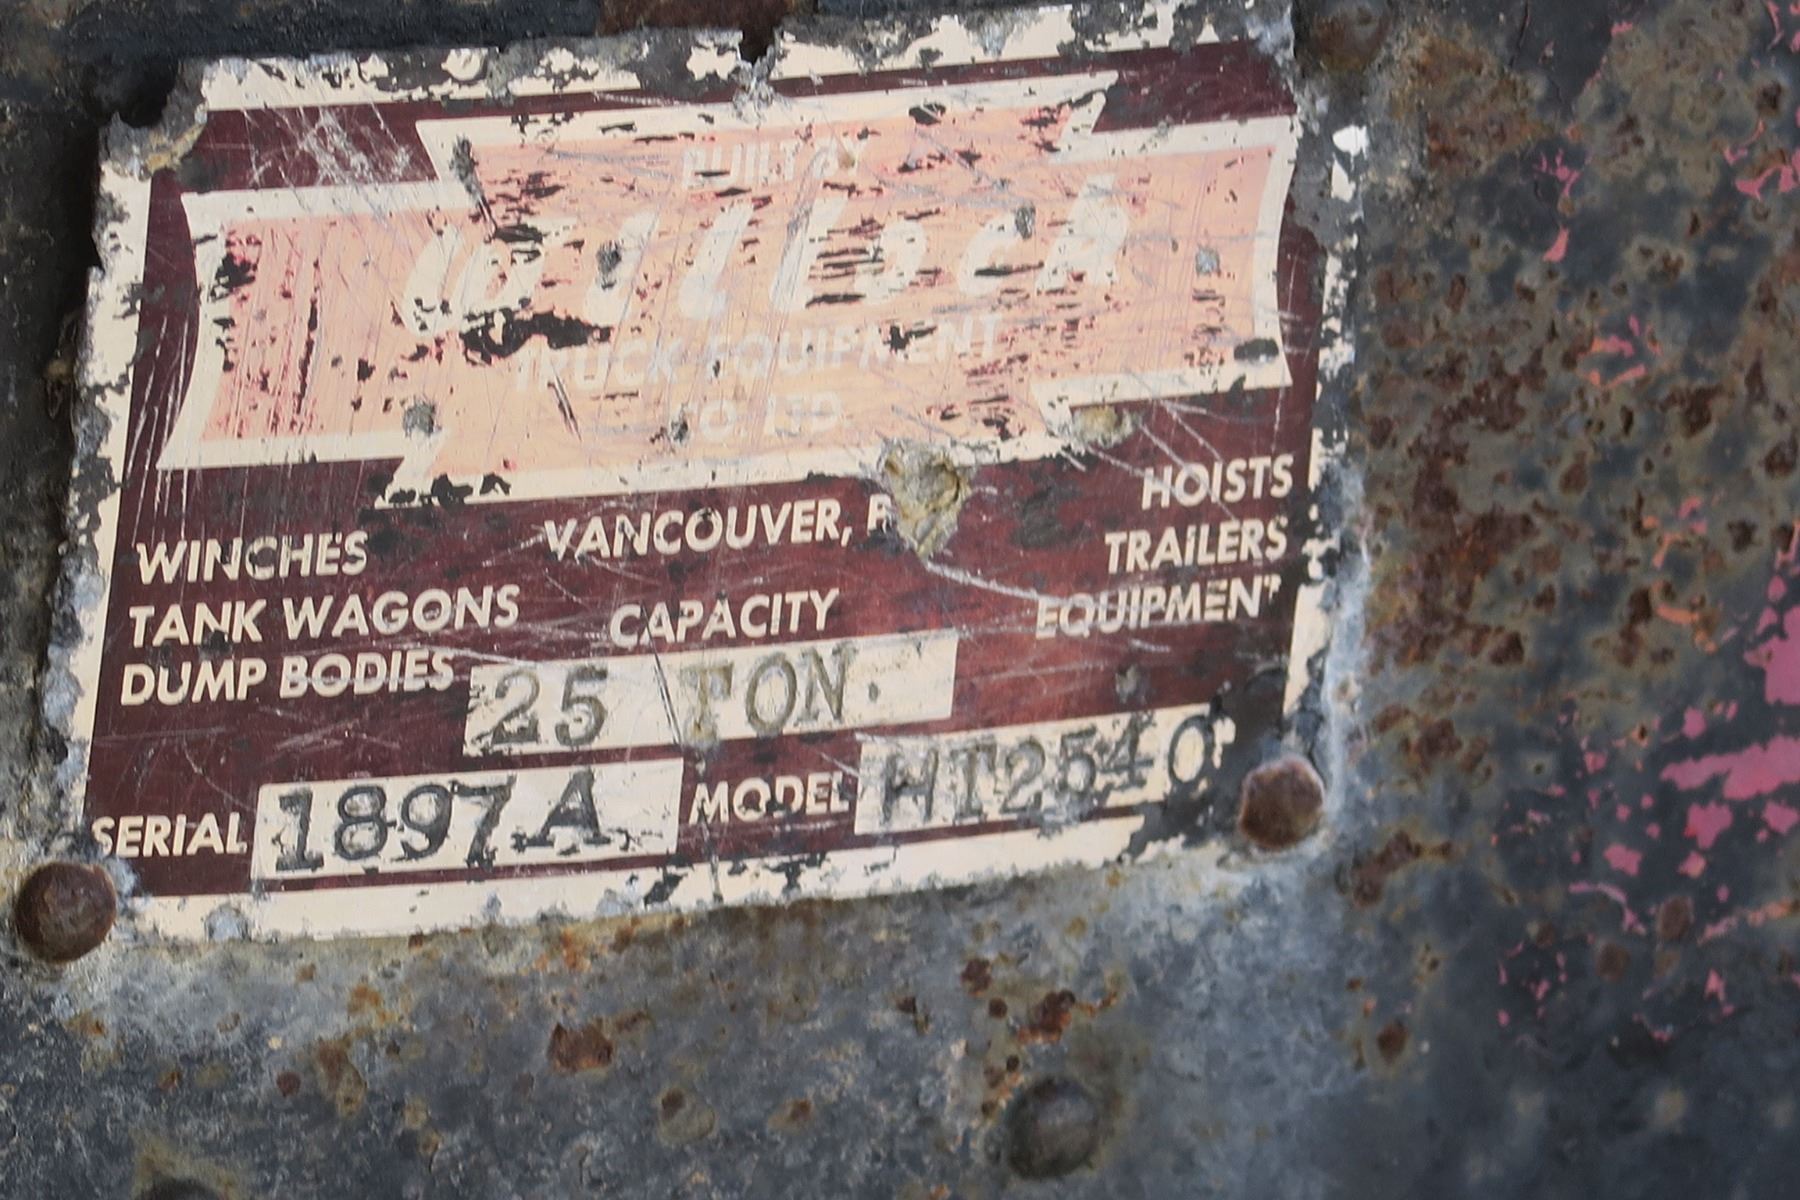 BUILT BY
Willock
TRUCK EQUIPMENT
CO LTD.
VANCOUVER,
HOISTS
TRAILERS
EQUIPMENT
WINCHES
TANK WAGONS
DUMP BODIES
CAPACITY
25 TON.
SERIAL 1897A MODEL HT2540